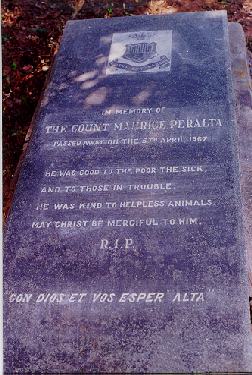 IN MEMORY OF
THE COUNT MAURICE PERALTA
PASSED AWAY ON THE 5TH APRIL 1967
HE WAS GOOD TO THE POOR THE SICK
AND TO THOSE IN TROUBLE.
HE WAS KIND TO HELPLESS ANIMALS
MAY CHRIST BE MERCIFUL TO HIM.
R.I.P.
CON DIOS ET VOS ESPER ALTA"